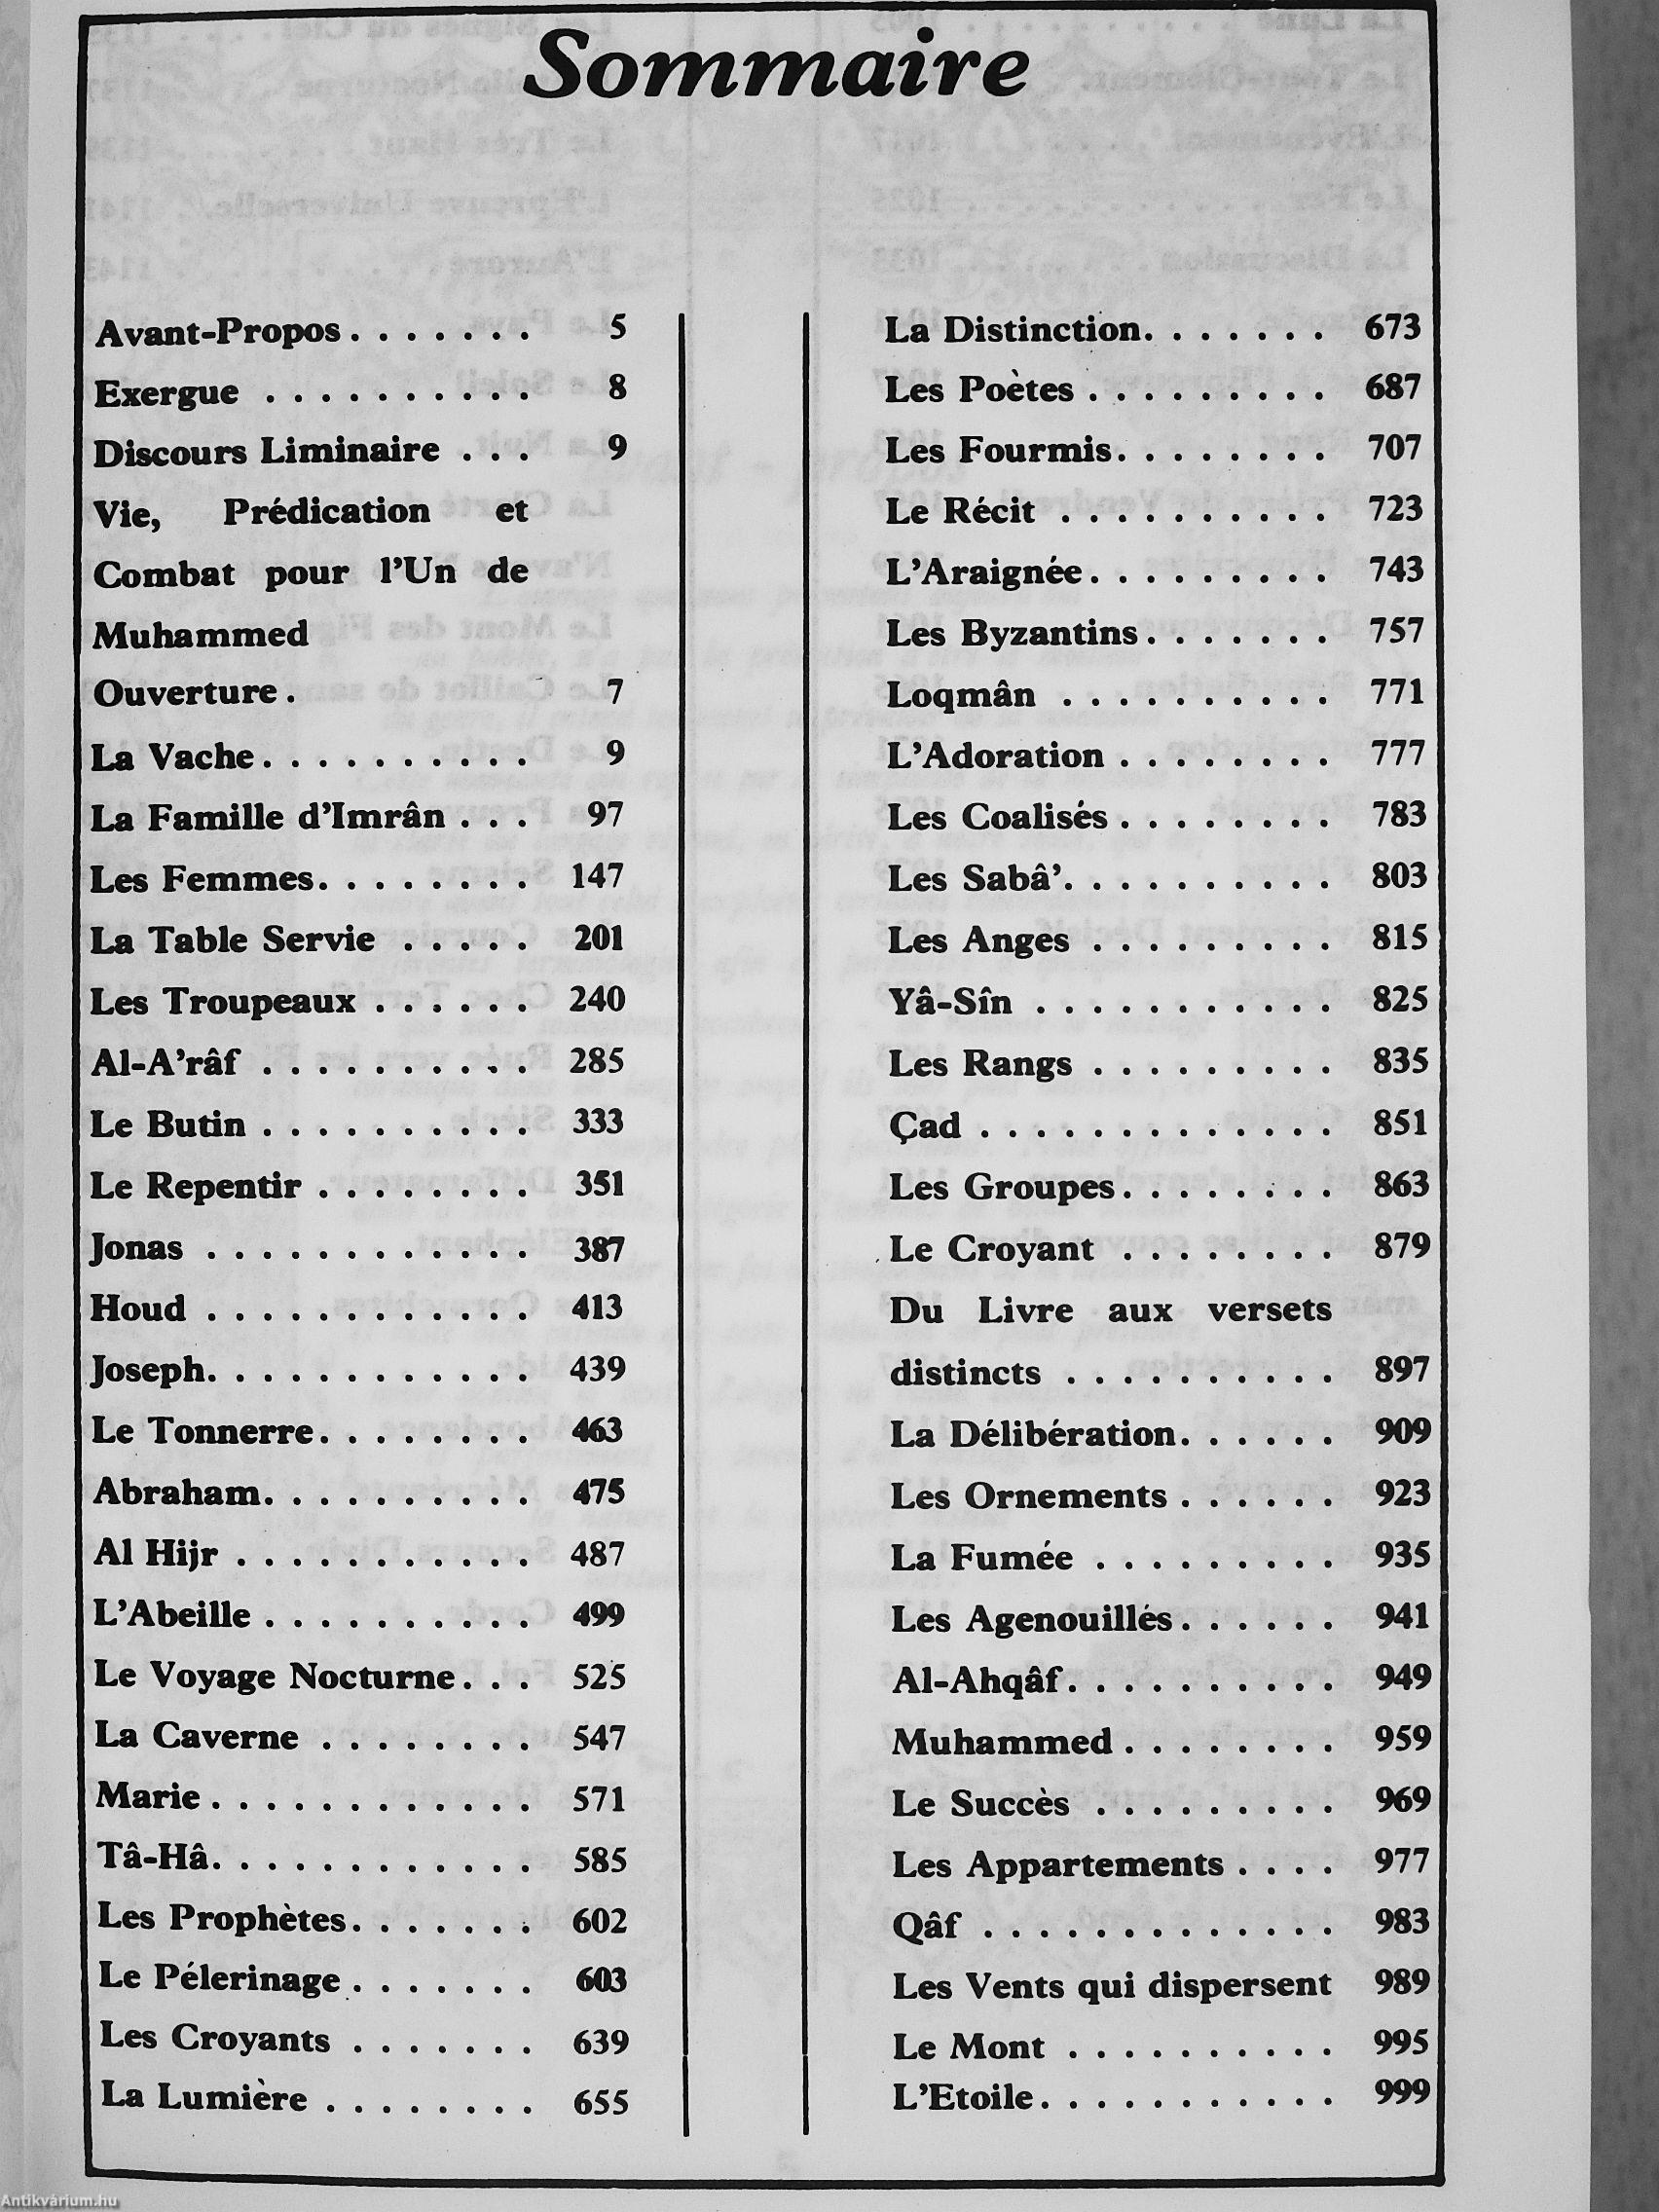 Sommaire
Avant-Propos . . . . . . . 5
Exergue . . . . . . . . . . 8
Discours Liminaire . . . 9
Vie, Prédication et
Combat pour l'Un de
Muhammed
Ouverture . 7
La Vache . . . . . . . . . . 9
La Famille d'Imrân . . . 97
Les Femmes . . . . . . . . 147
La Table Servie . . . . . 201
Les Troupeaux . . . . . . 240
Al-A'râf . . . . . . . . . . 285
Le Butin . . . . . . . . . . 333
Le Repentir . . . . . . . . 351
Jonas . . . . . . . . . . . . 387
Houd . . . . . . . . . . . . 413
Joseph . . . . . . . . . . . . 439
Le Tonnerre . . . . . . . . 463
Abraham . . . . . . . . . . 475
Al Hijr . . . . . . . . . . . 487
L'Abeille . . . . . . . . . . 499
Le Voyage Nocturne . . . 525
La Caverne . . . . . . . . 547
Marie . . . . . . . . . . . . 571
Tâ-Hâ . . . . . . . . . . . . 585
Les Prophètes . . . . . . . 602
Le Pélerinage . . . . . . . 603
Les Croyants . . . . . . . 639
La Lumière . . . . . . . . 655
La Distinction . . . . . . . 673
Les Poètes . . . . . . . . . 687
Les Fourmis . . . . . . . . 707
Le Récit . . . . . . . . . . 723
L'Araignée . . . . . . . . . 743
Les Byzantins . . . . . . . 757
Loqmân . . . . . . . . . . 771
L'Adoration . . . . . . . . 777
Les Coalisés . . . . . . . . 783
Les Sabâ' . . . . . . . . . . 803
Les Anges . . . . . . . . . 815
Yâ-Sîn . . . . . . . . . . . 825
Les Rangs . . . . . . . . . 835
Çad . . . . . . . . . . . . . 851
Les Groupes . . . . . . . . 863
Le Croyant . . . . . . . . 879
Du Livre aux versets
distincts . . . . . . . . . . 897
La Délibération . . . . . . 909
Les Ornements . . . . . . 923
La Fumée . . . . . . . . . 935
Les Agenouillés . . . . . . 941
Al-Ahqâf . . . . . . . . . . 949
Muhammed . . . . . . . . 959
Le Succès . . . . . . . . . 969
Les Appartements . . . . 977
Qâf . . . . . . . . . . . . . 983
Les Vents qui dispersent 989
Le Mont . . . . . . . . . . 995
L'Etoile . . . . . . . . . . . 999
Antikvárium.hu